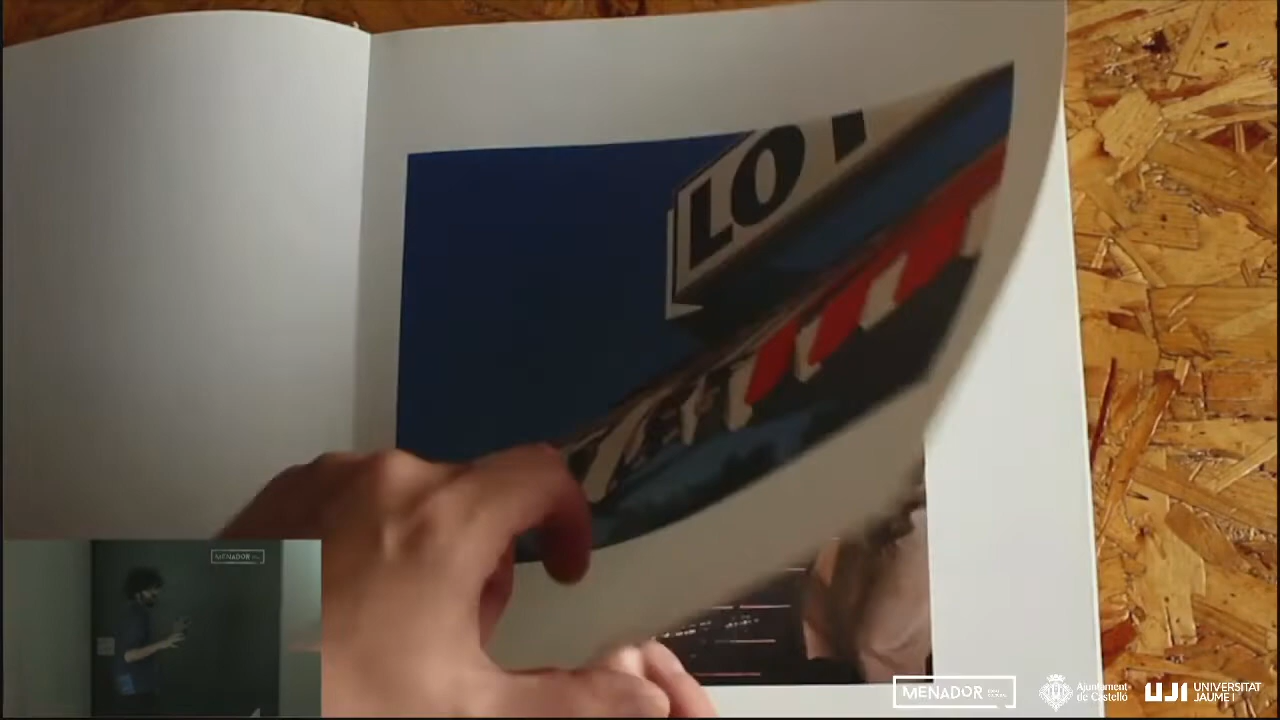 LO
MENADOR
MENADOR
Ajuntament
de Castelló
UJI
UNIVERSITAT
JAUME I